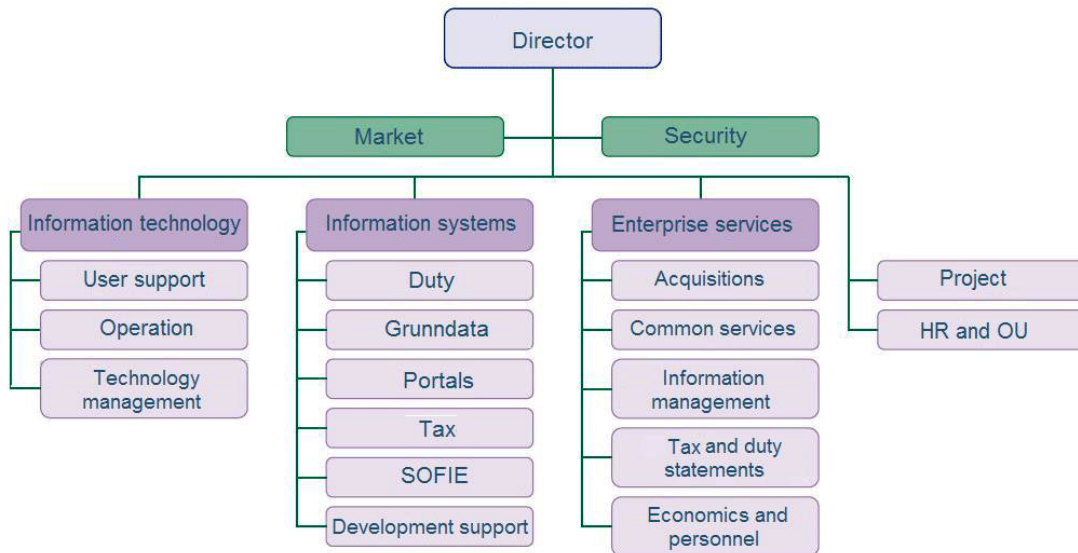 Director
Market
Security
Information technology
User support
Operation
Technology
management
Information systems
Duty
Grunndata
Portals
Tax
SOFIE
Development support
Enterprise services
Acquisitions
Common services
Information
management
Tax and duty
statements
Economics and
personnel
Project
HR and OU